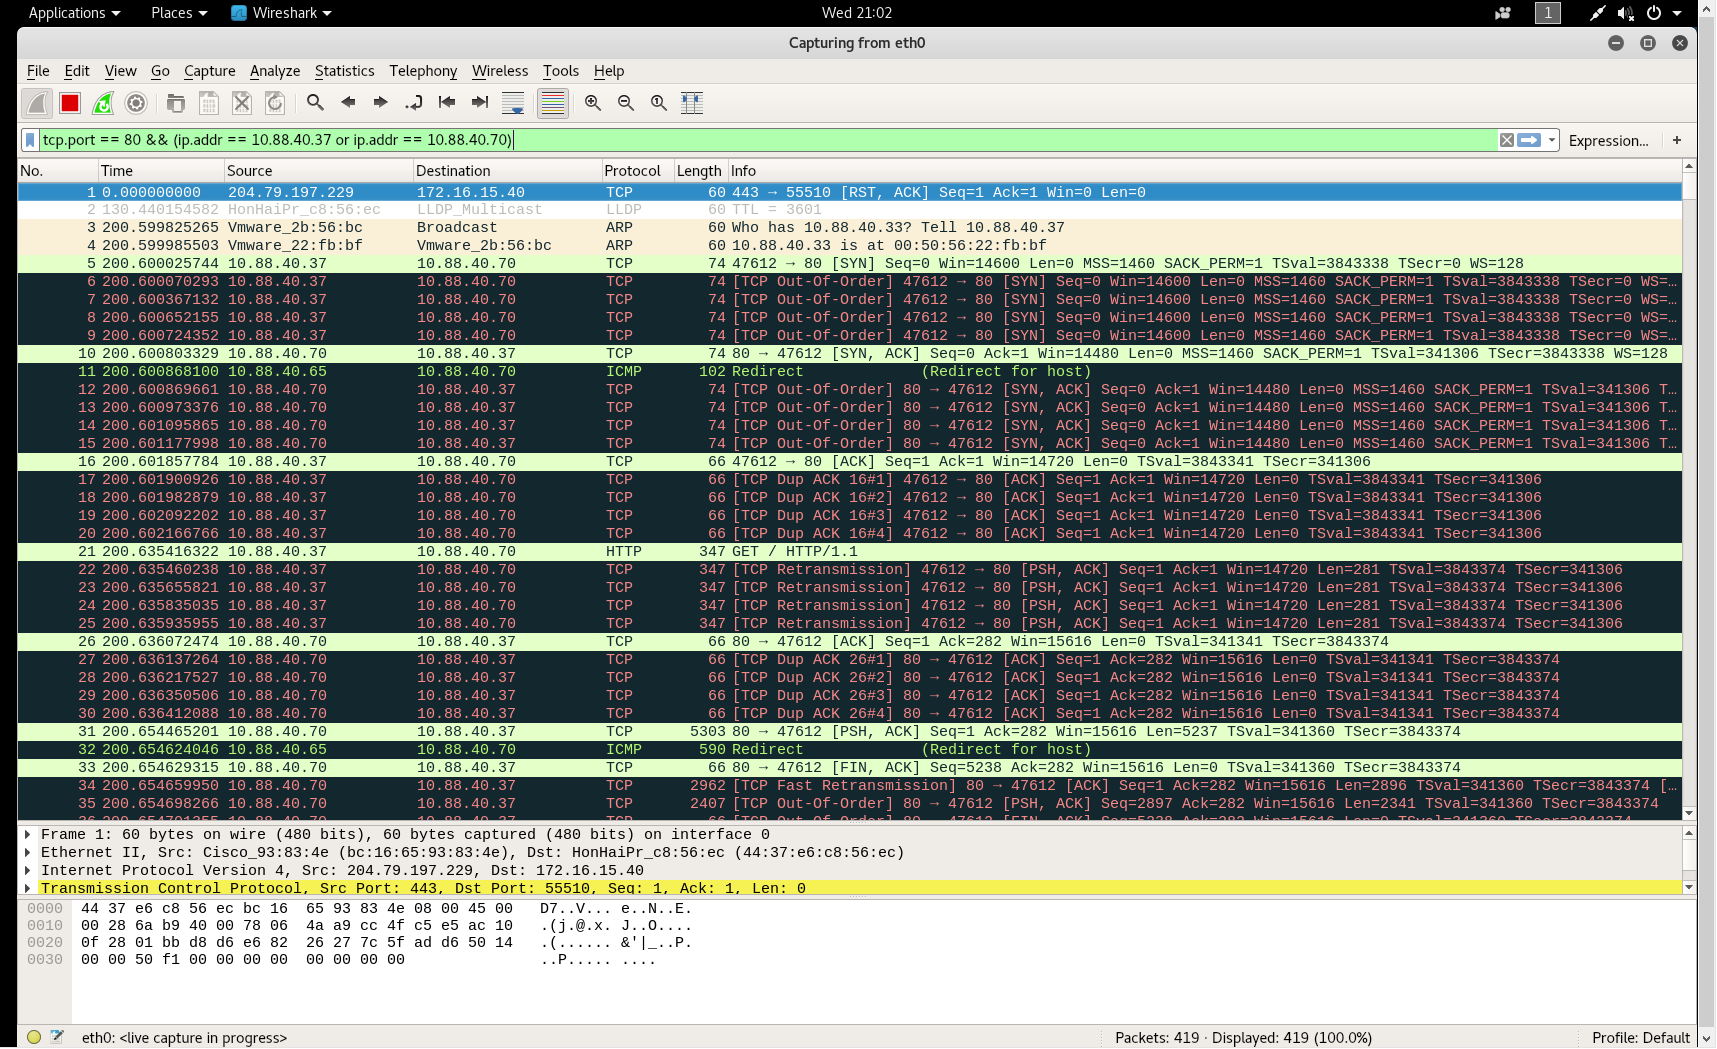 Applications Places Wireshark Wed 21:02 1
Capturing from eth0
File Edit View Go Capture Analyze Statistics Telephony Wireless Tools Help
tcp.port == 80 && (ip.addr == 10.88.40.37 or ip.addr == 10.88.40.70) Expression... +
No. Time Source Destination Protocol Length Info
1 0.000000000 204.79.197.229 172.16.15.40 TCP 60 443 → 55510 [RST, ACK] Seq=1 Ack=1 Win=0 Len=0
2 130.440154582 HonHaiPr_c8:56:ec LLDP_Multicast LLDP 60 TTL = 3601
3 200.599825265 Vmware_2b:56:bc Broadcast ARP 60 Who has 10.88.40.33? Tell 10.88.40.37
4 200.599985503 Vmware_22:fb:bf Vmware_2b:56:bc ARP 60 10.88.40.33 is at 00:50:56:22:fb:bf
5 200.600025744 10.88.40.37 10.88.40.70 TCP 74 47612 → 80 [SYN] Seq=0 Win=14600 Len=0 MSS=1460 SACK_PERM=1 TSval=3843338 TSecr=0 WS=128
6 200.600070293 10.88.40.37 10.88.40.70 TCP 74 [TCP Out-Of-Order] 47612 → 80 [SYN] Seq=0 Win=14600 Len=0 MSS=1460 SACK_PERM=1 TSval=3843338 TSecr=0 WS=…
7 200.600367132 10.88.40.37 10.88.40.70 TCP 74 [TCP Out-Of-Order] 47612 → 80 [SYN] Seq=0 Win=14600 Len=0 MSS=1460 SACK_PERM=1 TSval=3843338 TSecr=0 WS=…
8 200.600652155 10.88.40.37 10.88.40.70 TCP 74 [TCP Out-Of-Order] 47612 → 80 [SYN] Seq=0 Win=14600 Len=0 MSS=1460 SACK_PERM=1 TSval=3843338 TSecr=0 WS=…
9 200.600724352 10.88.40.37 10.88.40.70 TCP 74 [TCP Out-Of-Order] 47612 → 80 [SYN] Seq=0 Win=14600 Len=0 MSS=1460 SACK_PERM=1 TSval=3843338 TSecr=0 WS=…
10 200.600803329 10.88.40.70 10.88.40.37 TCP 74 80 → 47612 [SYN, ACK] Seq=0 Ack=1 Win=14480 Len=0 MSS=1460 SACK_PERM=1 TSval=341306 TSecr=3843338 WS=128
11 200.600868100 10.88.40.65 10.88.40.70 ICMP 102 Redirect (Redirect for host)
12 200.600869661 10.88.40.70 10.88.40.37 TCP 74 [TCP Out-Of-Order] 80 → 47612 [SYN, ACK] Seq=0 Ack=1 Win=14480 Len=0 MSS=1460 SACK_PERM=1 TSval=341306 T…
13 200.600973376 10.88.40.70 10.88.40.37 TCP 74 [TCP Out-Of-Order] 80 → 47612 [SYN, ACK] Seq=0 Ack=1 Win=14480 Len=0 MSS=1460 SACK_PERM=1 TSval=341306 T…
14 200.601095865 10.88.40.70 10.88.40.37 TCP 74 [TCP Out-Of-Order] 80 → 47612 [SYN, ACK] Seq=0 Ack=1 Win=14480 Len=0 MSS=1460 SACK_PERM=1 TSval=341306 T…
15 200.601177998 10.88.40.70 10.88.40.37 TCP 74 [TCP Out-Of-Order] 80 → 47612 [SYN, ACK] Seq=0 Ack=1 Win=14480 Len=0 MSS=1460 SACK_PERM=1 TSval=341306 T…
16 200.601857784 10.88.40.37 10.88.40.70 TCP 66 47612 → 80 [ACK] Seq=1 Ack=1 Win=14720 Len=0 TSval=3843341 TSecr=341306
17 200.601900926 10.88.40.37 10.88.40.70 TCP 66 [TCP Dup ACK 16#1] 47612 → 80 [ACK] Seq=1 Ack=1 Win=14720 Len=0 TSval=3843341 TSecr=341306
18 200.601982879 10.88.40.37 10.88.40.70 TCP 66 [TCP Dup ACK 16#2] 47612 → 80 [ACK] Seq=1 Ack=1 Win=14720 Len=0 TSval=3843341 TSecr=341306
19 200.602092202 10.88.40.37 10.88.40.70 TCP 66 [TCP Dup ACK 16#3] 47612 → 80 [ACK] Seq=1 Ack=1 Win=14720 Len=0 TSval=3843341 TSecr=341306
20 200.602166766 10.88.40.37 10.88.40.70 TCP 66 [TCP Dup ACK 16#4] 47612 → 80 [ACK] Seq=1 Ack=1 Win=14720 Len=0 TSval=3843341 TSecr=341306
21 200.635416322 10.88.40.37 10.88.40.70 HTTP 347 GET / HTTP/1.1
22 200.635460238 10.88.40.37 10.88.40.70 TCP 347 [TCP Retransmission] 47612 → 80 [PSH, ACK] Seq=1 Ack=1 Win=14720 Len=281 TSval=3843374 TSecr=341306
23 200.635655821 10.88.40.37 10.88.40.70 TCP 347 [TCP Retransmission] 47612 → 80 [PSH, ACK] Seq=1 Ack=1 Win=14720 Len=281 TSval=3843374 TSecr=341306
24 200.635835035 10.88.40.37 10.88.40.70 TCP 347 [TCP Retransmission] 47612 → 80 [PSH, ACK] Seq=1 Ack=1 Win=14720 Len=281 TSval=3843374 TSecr=341306
25 200.635935955 10.88.40.37 10.88.40.70 TCP 347 [TCP Retransmission] 47612 → 80 [PSH, ACK] Seq=1 Ack=1 Win=14720 Len=281 TSval=3843374 TSecr=341306
26 200.636072474 10.88.40.70 10.88.40.37 TCP 66 80 → 47612 [ACK] Seq=1 Ack=282 Win=15616 Len=0 TSval=341341 TSecr=3843374
27 200.636137264 10.88.40.70 10.88.40.37 TCP 66 [TCP Dup ACK 26#1] 80 → 47612 [ACK] Seq=1 Ack=282 Win=15616 Len=0 TSval=341341 TSecr=3843374
28 200.636217527 10.88.40.70 10.88.40.37 TCP 66 [TCP Dup ACK 26#2] 80 → 47612 [ACK] Seq=1 Ack=282 Win=15616 Len=0 TSval=341341 TSecr=3843374
29 200.636350506 10.88.40.70 10.88.40.37 TCP 66 [TCP Dup ACK 26#3] 80 → 47612 [ACK] Seq=1 Ack=282 Win=15616 Len=0 TSval=341341 TSecr=3843374
30 200.636412088 10.88.40.70 10.88.40.37 TCP 66 [TCP Dup ACK 26#4] 80 → 47612 [ACK] Seq=1 Ack=282 Win=15616 Len=0 TSval=341341 TSecr=3843374
31 200.654465201 10.88.40.70 10.88.40.37 TCP 5303 80 → 47612 [PSH, ACK] Seq=1 Ack=282 Win=15616 Len=5237 TSval=341360 TSecr=3843374
32 200.654624046 10.88.40.65 10.88.40.70 ICMP 590 Redirect (Redirect for host)
33 200.654629315 10.88.40.70 10.88.40.37 TCP 66 80 → 47612 [FIN, ACK] Seq=5238 Ack=282 Win=15616 Len=0 TSval=341360 TSecr=3843374
34 200.654659950 10.88.40.70 10.88.40.37 TCP 2962 [TCP Fast Retransmission] 80 → 47612 [ACK] Seq=1 Ack=282 Win=15616 Len=2896 TSval=341360 TSecr=3843374 […
35 200.654698266 10.88.40.70 10.88.40.37 TCP 2407 [TCP Out-Of-Order] 80 → 47612 [PSH, ACK] Seq=2897 Ack=282 Win=15616 Len=2341 TSval=341360 TSecr=3843374
Frame 1: 60 bytes on wire (480 bits), 60 bytes captured (480 bits) on interface 0
Ethernet II, Src: Cisco_93:83:4e (bc:16:65:93:83:4e), Dst: HonHaiPr_c8:56:ec (44:37:e6:c8:56:ec)
Internet Protocol Version 4, Src: 204.79.197.229, Dst: 172.16.15.40
Transmission Control Protocol, Src Port: 443, Dst Port: 55510, Seq: 1, Ack: 1, Len: 0
0000 44 37 e6 c8 56 ec bc 16 65 93 83 4e 08 00 45 00 D7..V... e..N..E.
0010 00 28 6a b9 40 00 78 06 4a a9 cc 4f c5 e5 ac 10 .(j.@.x. J..O....
0020 0f 28 01 bb d8 d6 e6 82 26 27 7c 5f ad d6 50 14 .(...... &'|_..P.
0030 00 00 50 f1 00 00 00 00 00 00 00 00 ..P..... ....
eth0: <live capture in progress> Packets: 419 · Displayed: 419 (100.0%) Profile: Default